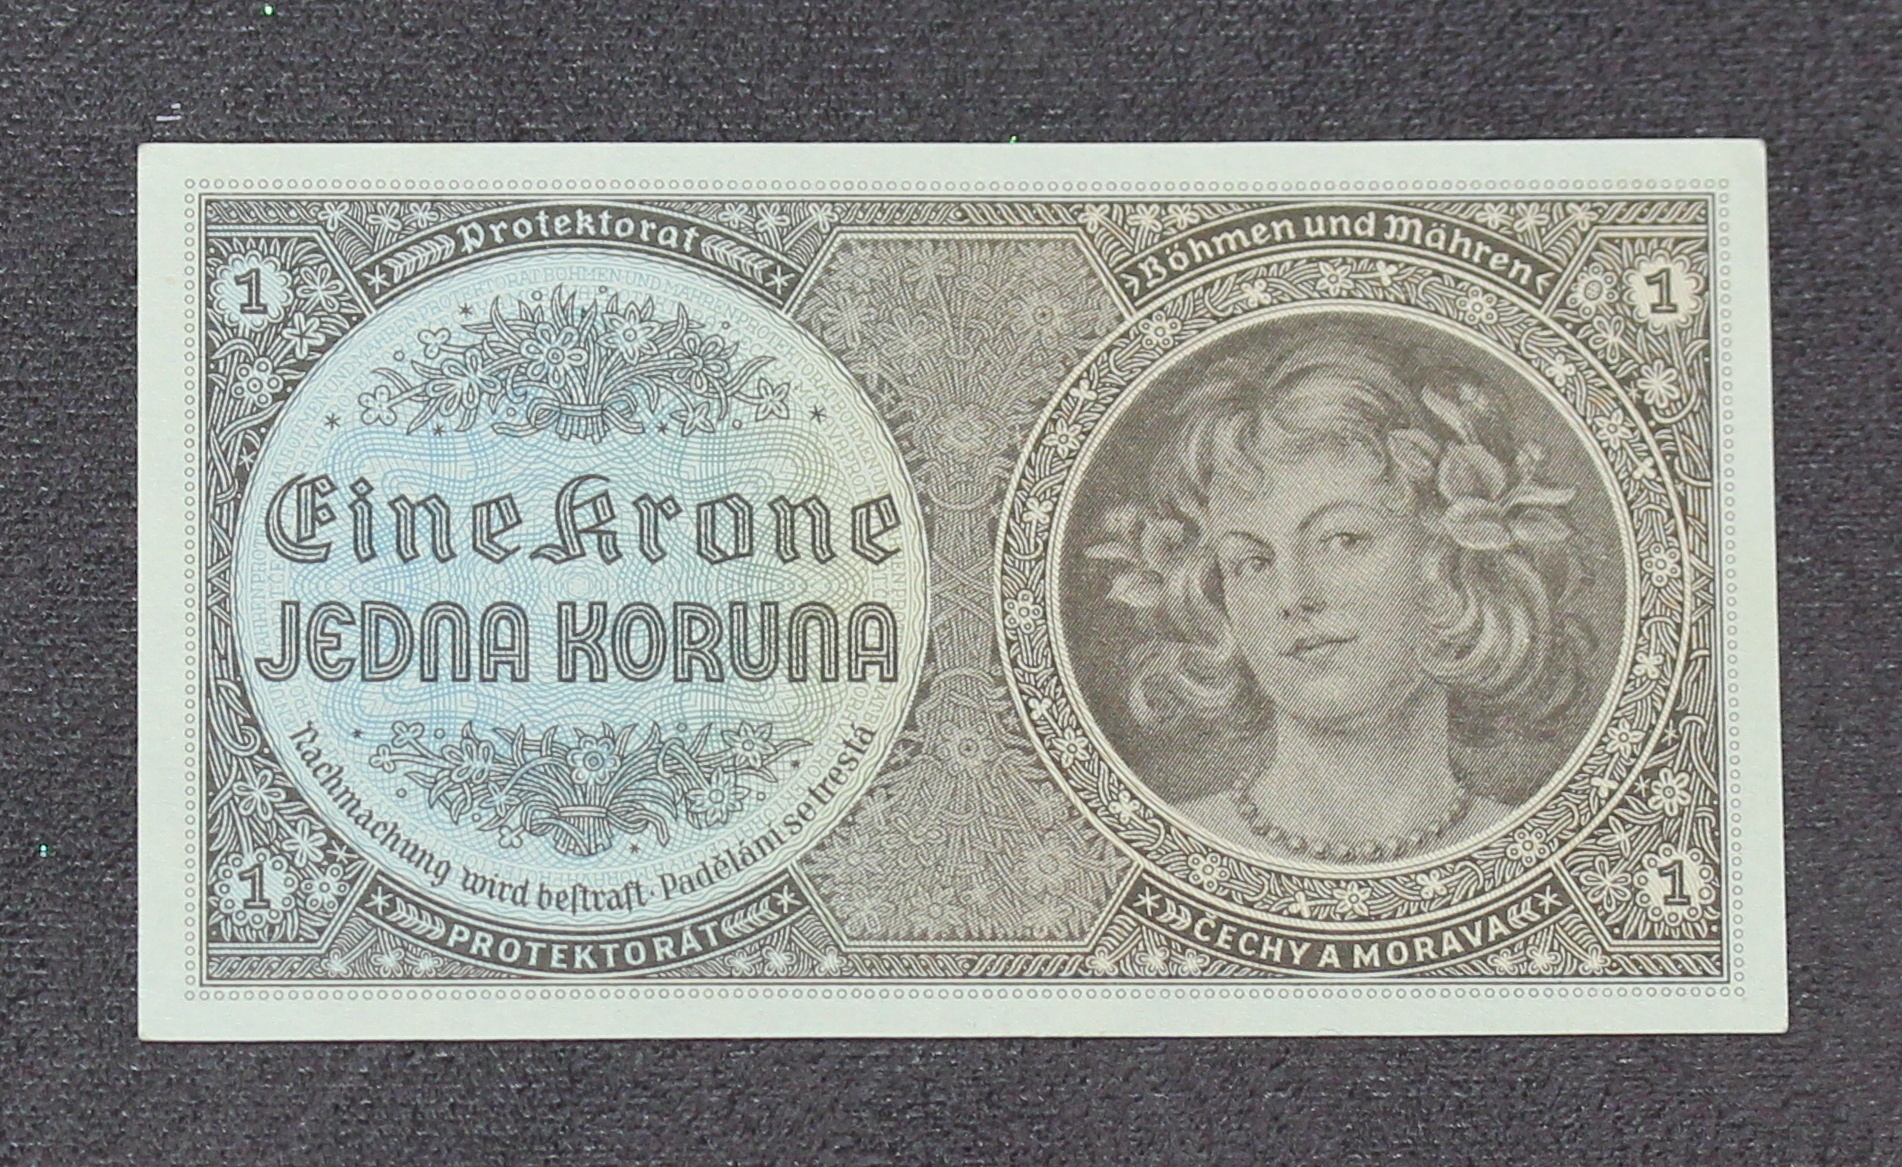 Protektorat
Böhmen und Mähren
1
1
Eine Krone
JEDNA KORUNA
Nachmachung wird bestraft · Padělání se trestá
1
1
PROTEKTORÁT
ČECHY A MORAVA